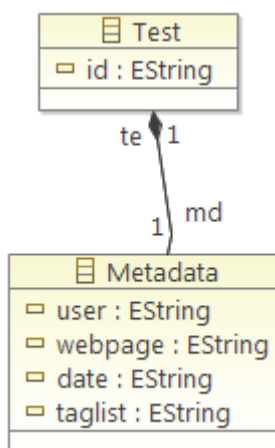 Test
id : EString
te 1
1 md
Metadata
user : EString
webpage : EString
date : EString
taglist : EString